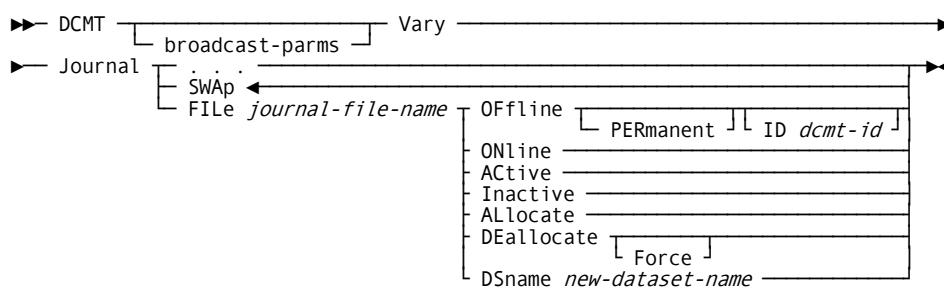 DCMT Vary
broadcast-parms
Journal . . .
SWAp
FILe journal-file-name OFfline
PERmanent ID dcmt-id
ONline
ACtive
Inactive
ALlocate
DEallocate
Force
DSname new-dataset-name